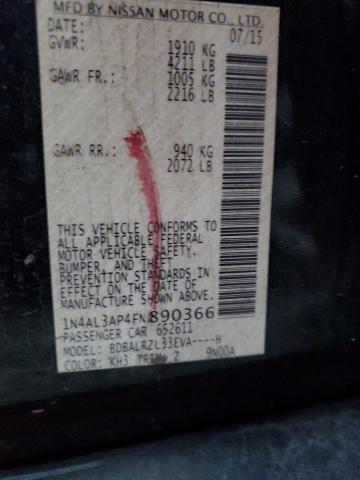 MFD BY NISSAN MOTOR CO., LTD.
DATE: 07/15
GVWR: 1910 KG
4211 LB
GAWR FR.: 1005 KG
2216 LB
GAWR RR.: 940 KG
2072 LB
THIS VEHICLE CONFORMS TO
ALL APPLICABLE FEDERAL
MOTOR VEHICLE SAFETY,
BUMPER, AND THEFT
PREVENTION STANDARDS IN
EFFECT ON THE DATE OF
MANUFACTURE SHOWN ABOVE.
1N4AL3AP4FN890366
PASSENGER CAR 652611
MODEL: BDBALRZL33EVA----H
COLOR: KH3 TRIM: Z 9N00A